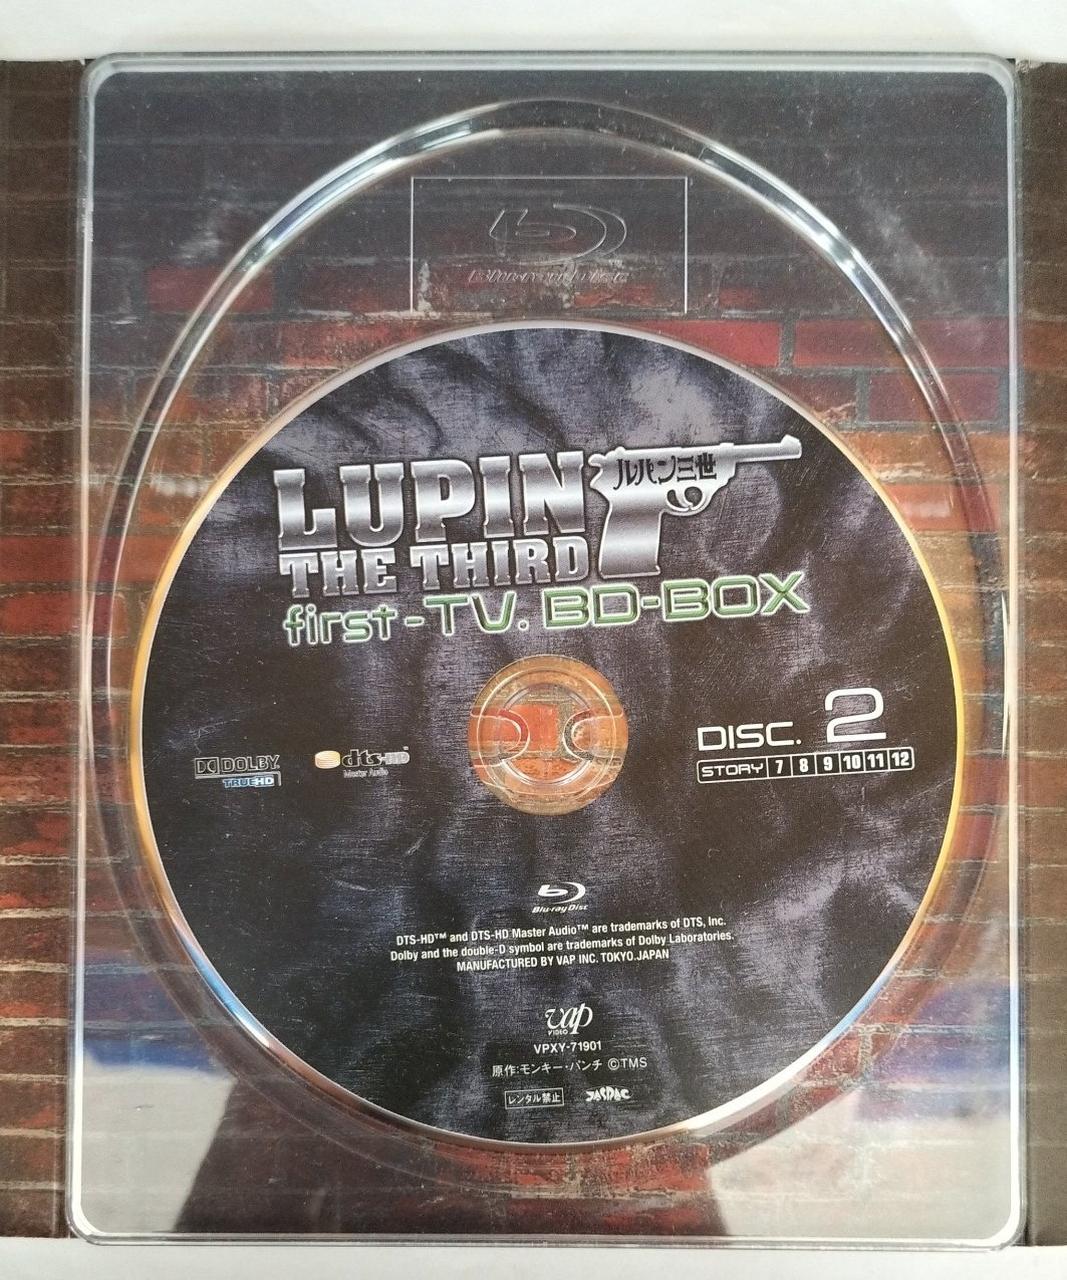 Blu-ray Disc
LUPIN
THE THIRD
ルパン三世
first-TV. BD-BOX
DISC. 2
STORY 7 8 9 10 11 12
DOLBY
TRUEHD
dts-HD
Master Audio
Blu-ray Disc
DTS-HD™ and DTS-HD Master Audio™ are trademarks of DTS, Inc.
Dolby and the double-D symbol are trademarks of Dolby Laboratories.
MANUFACTURED BY VAP INC. TOKYO.JAPAN
vap
VIDEO
VPXY-71901
原作:モンキー・パンチ ©TMS
レンタル禁止
JASRAC